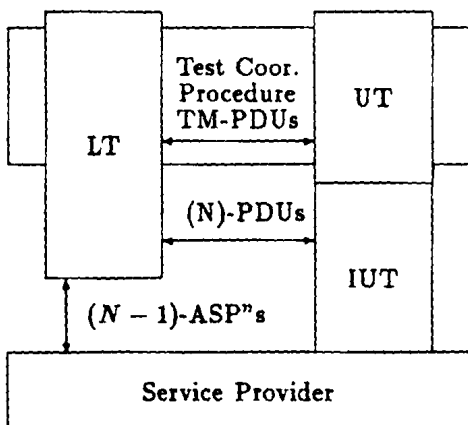 Test Coor.
Procedure
TM-PDUs
UT
LT
(N)-PDUs
IUT
(N − 1)-ASP"s
Service Provider